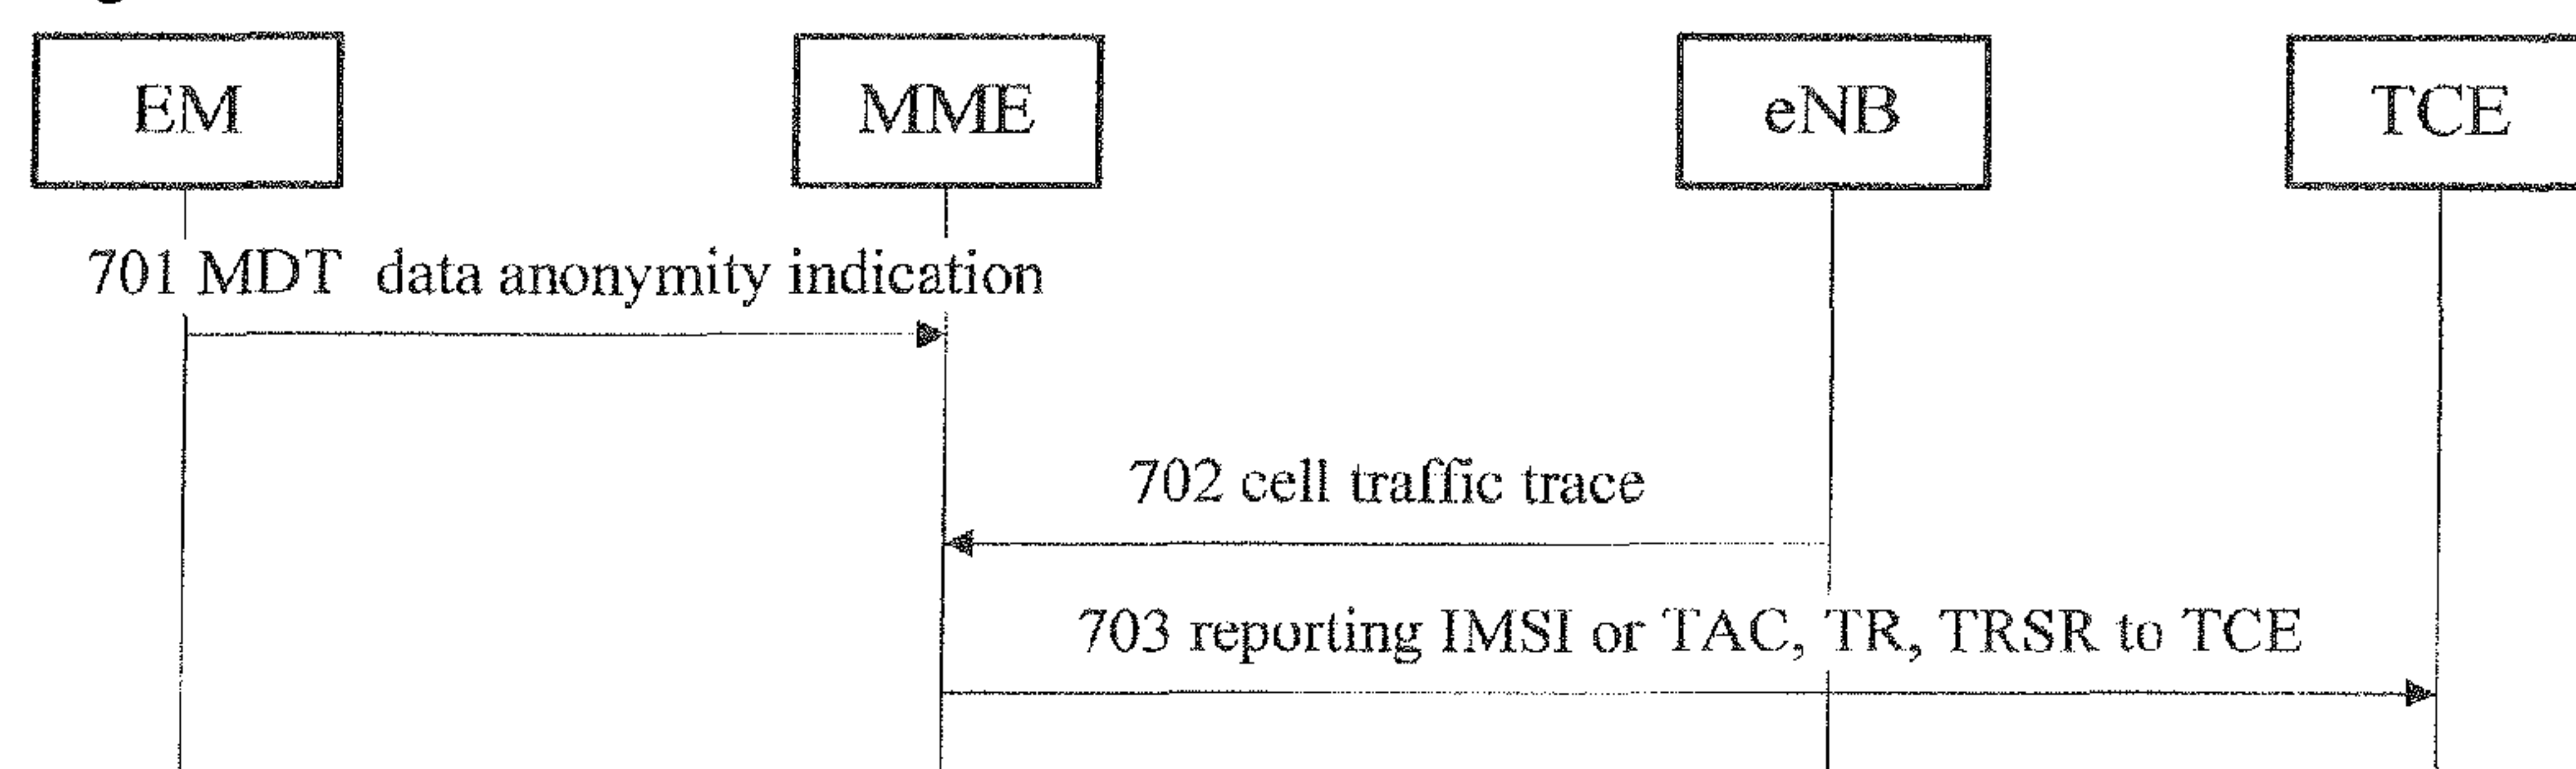 EM MME eNB TCE
701 MDT data anonymity indication
702 cell traffic trace
703 reporting IMSI or TAC, TR, TRSR to TCE